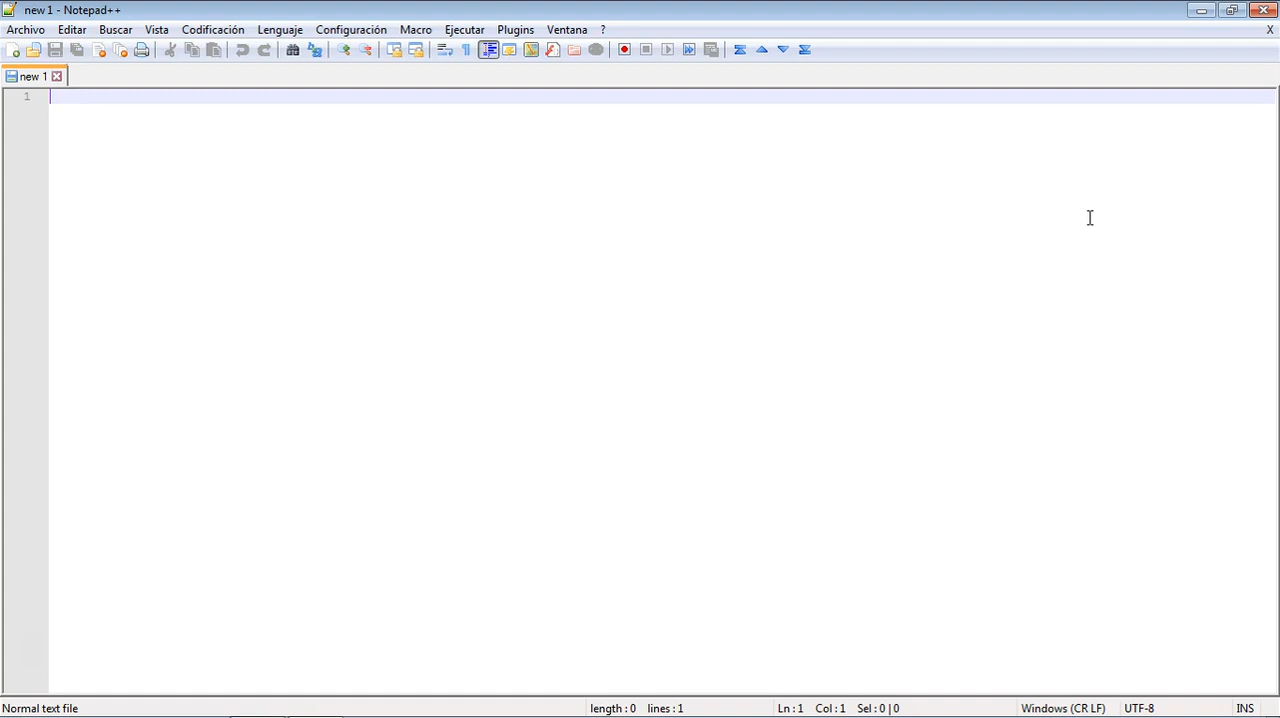 new 1 - Notepad++
Archivo Editar Buscar Vista Codificación Lenguaje Configuración Macro Ejecutar Plugins Ventana ? X
new 1
1
Normal text file length : 0 lines : 1 Ln : 1 Col : 1 Sel : 0 | 0 Windows (CR LF) UTF-8 INS